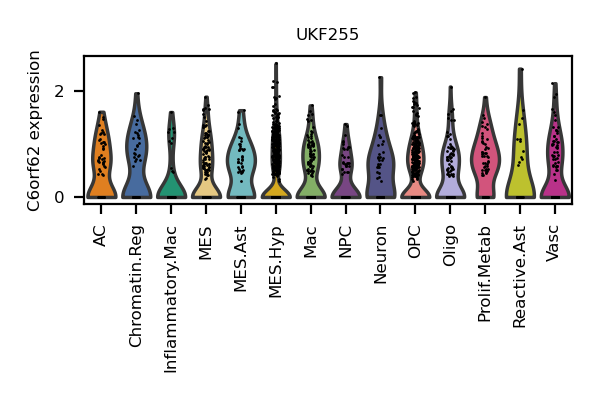 UKF255
C6orf62 expression
2
0
AC
Chromatin.Reg
Inflammatory.Mac
MES
MES.Ast
MES.Hyp
Mac
NPC
Neuron
OPC
Oligo
Prolif.Metab
Reactive.Ast
Vasc